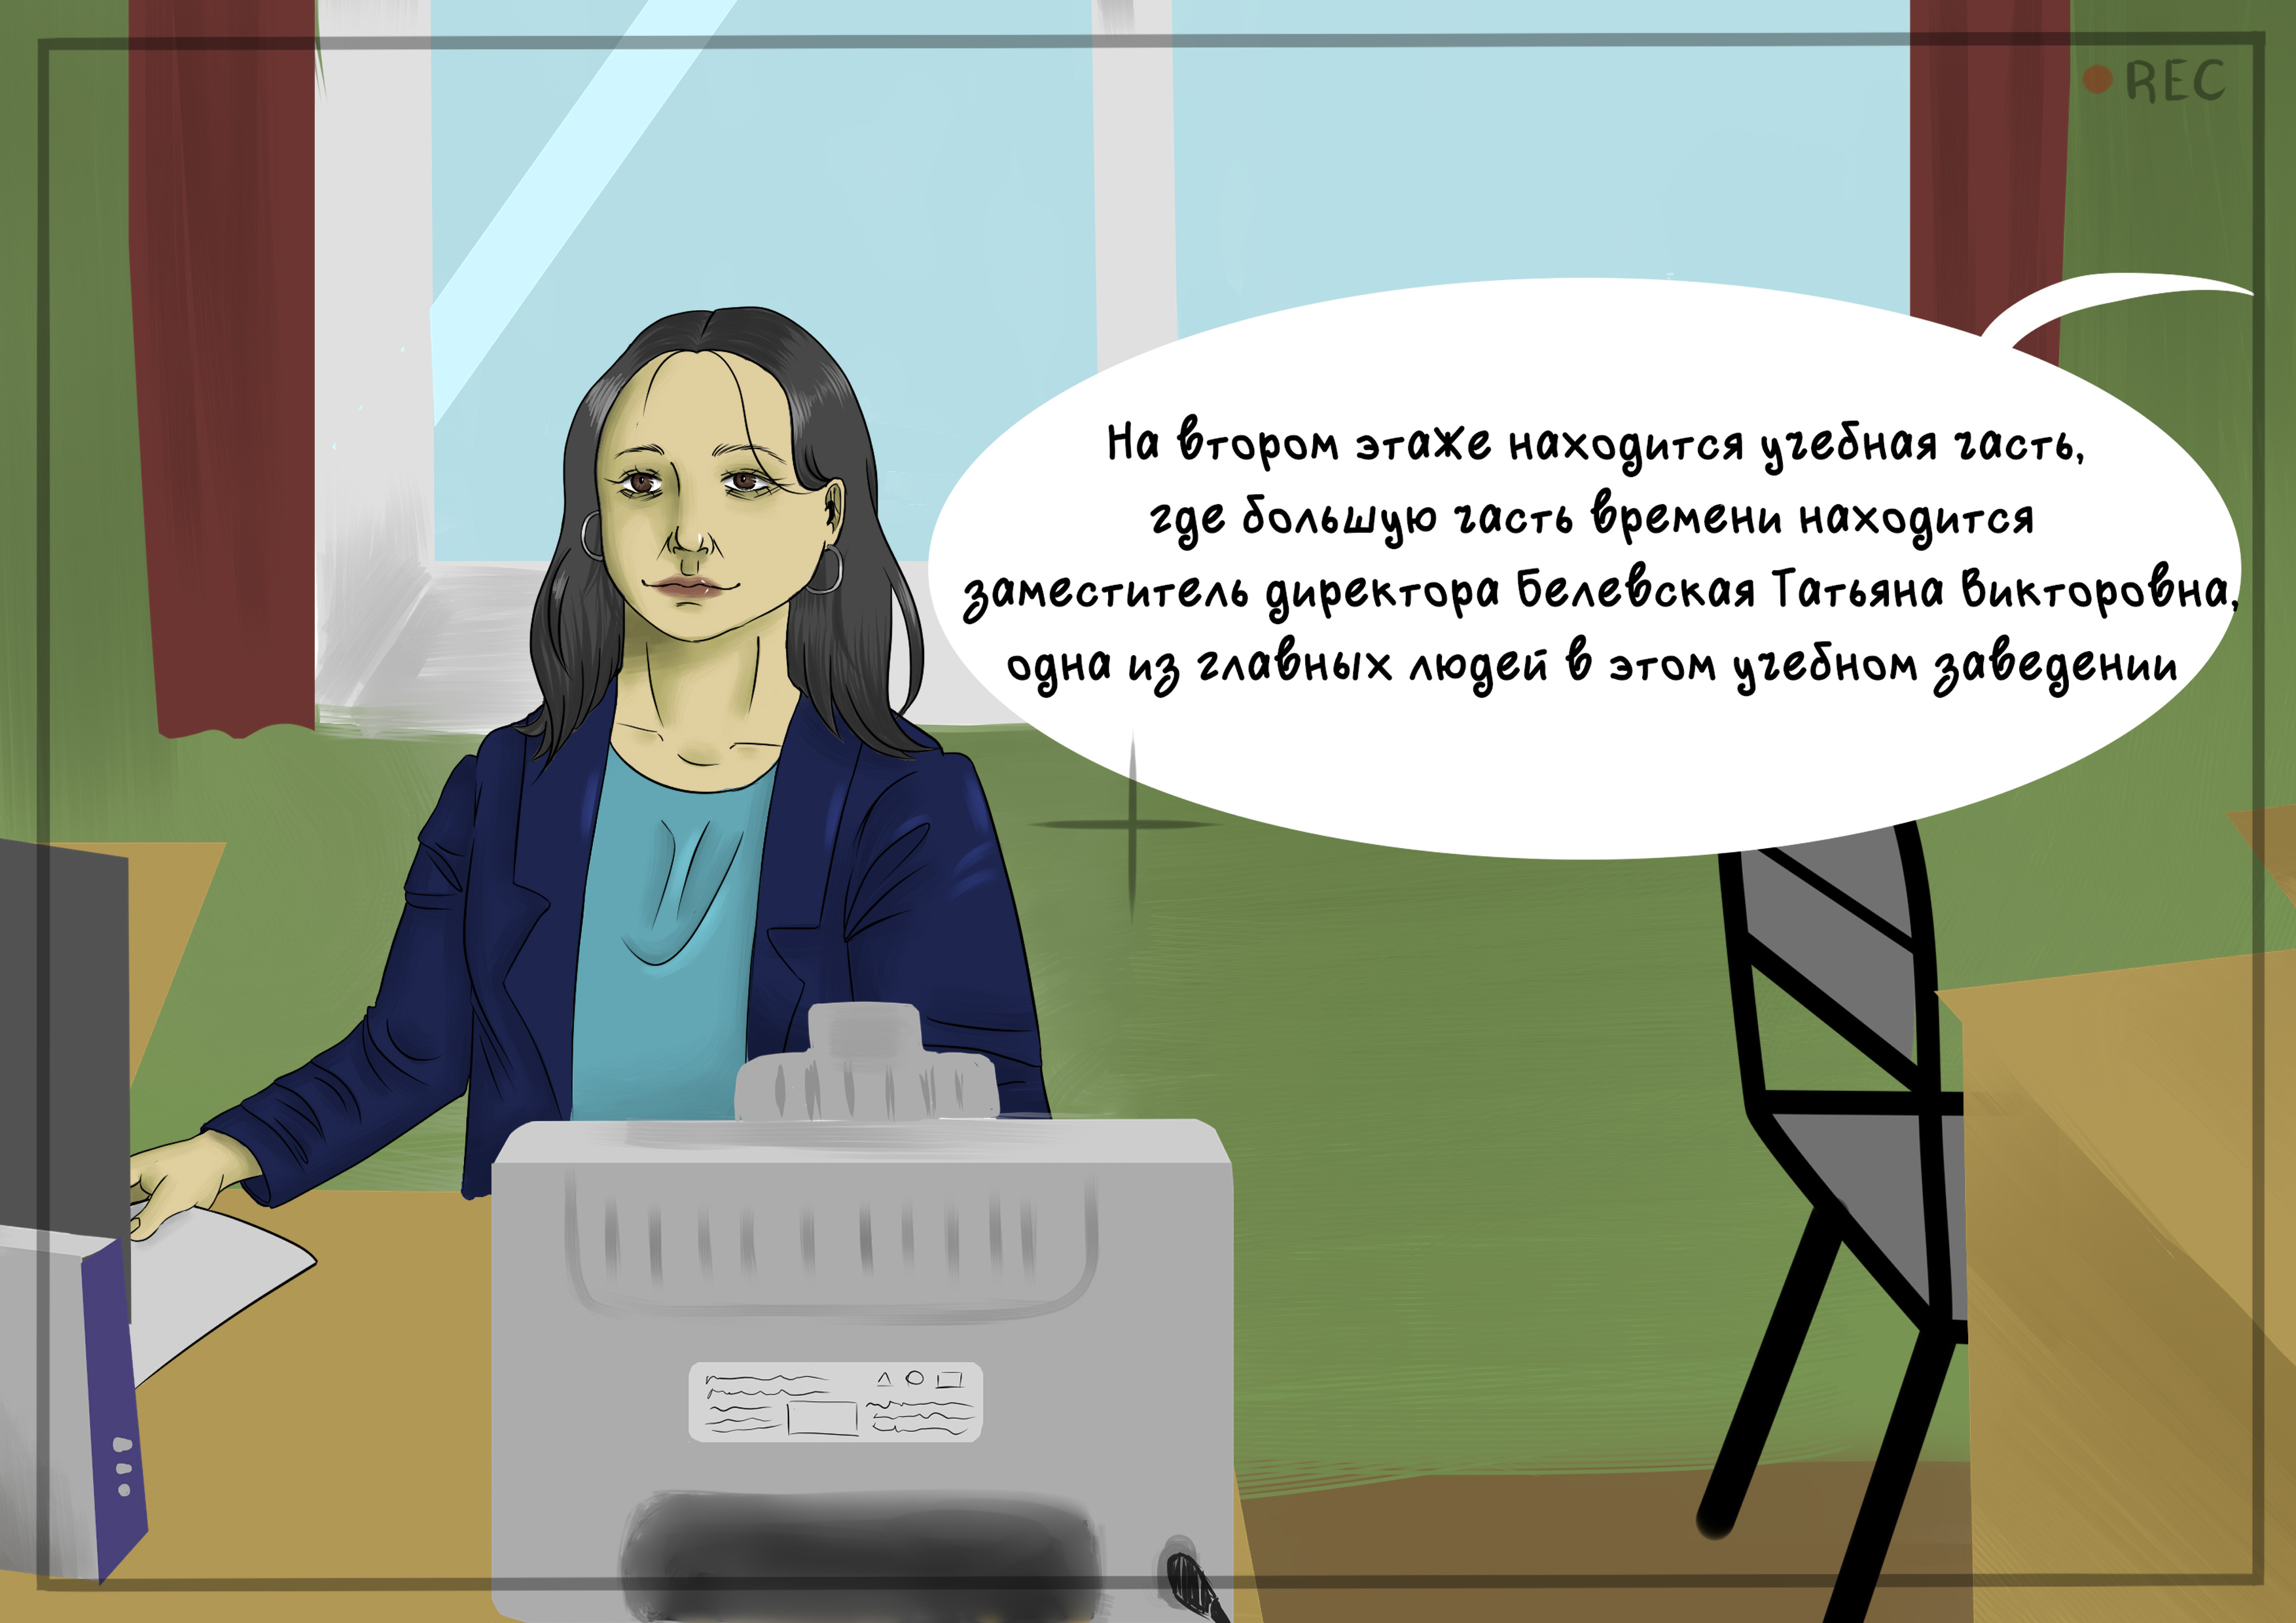 REC
На втором этаже находится учебная часть,
где большую часть времени находится
заместитель директора Белевская Татьяна Викторовна,
одна из главных людей в этом учебном заведении